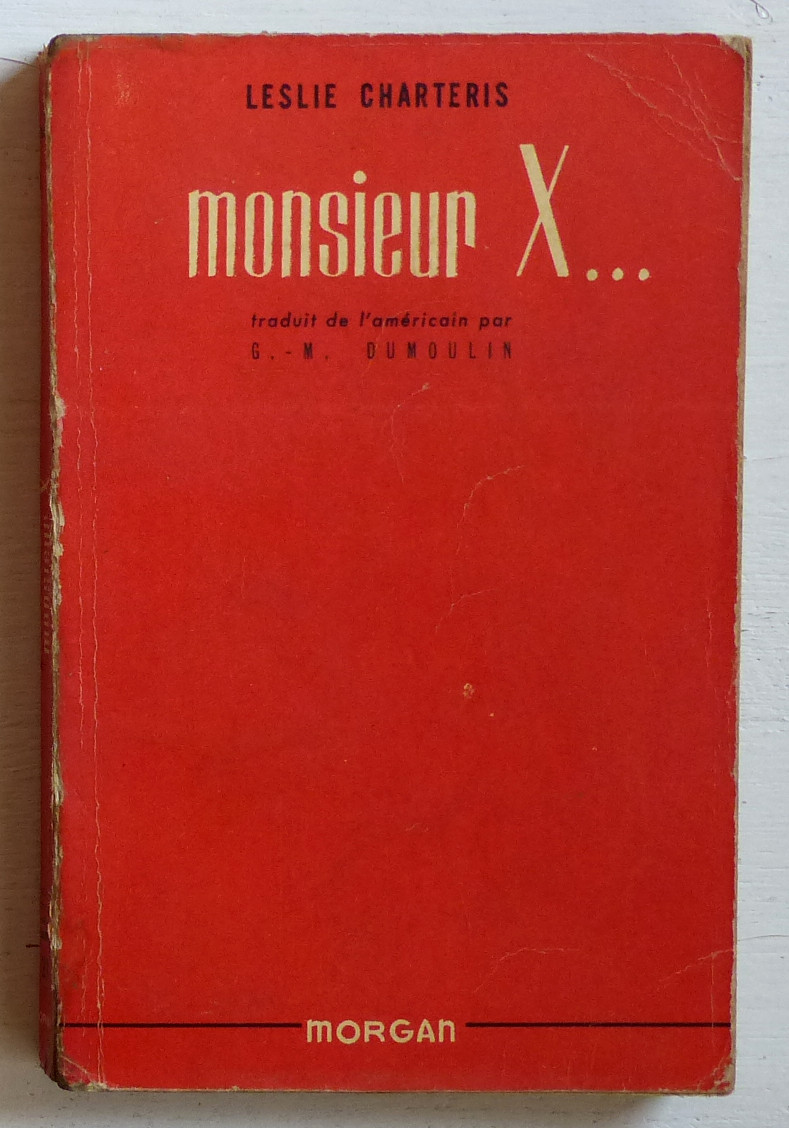 LESLIE CHARTERIS
monsieur X...
traduit de l'américain par
G.-M. DUMOULIN
MORGAN